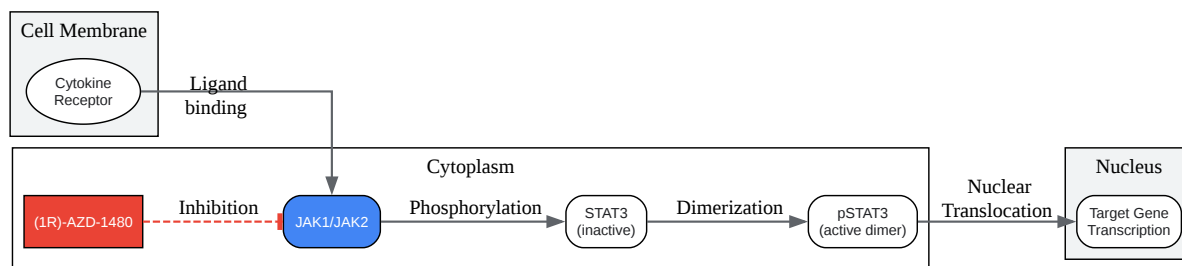 Cell Membrane
Cytokine
Receptor
Ligand
binding
Cytoplasm
(1R)-AZD-1480
Inhibition
JAK1/JAK2
Phosphorylation
STAT3
(inactive)
Dimerization
pSTAT3
(active dimer)
Nuclear
Translocation
Nucleus
Target Gene
Transcription